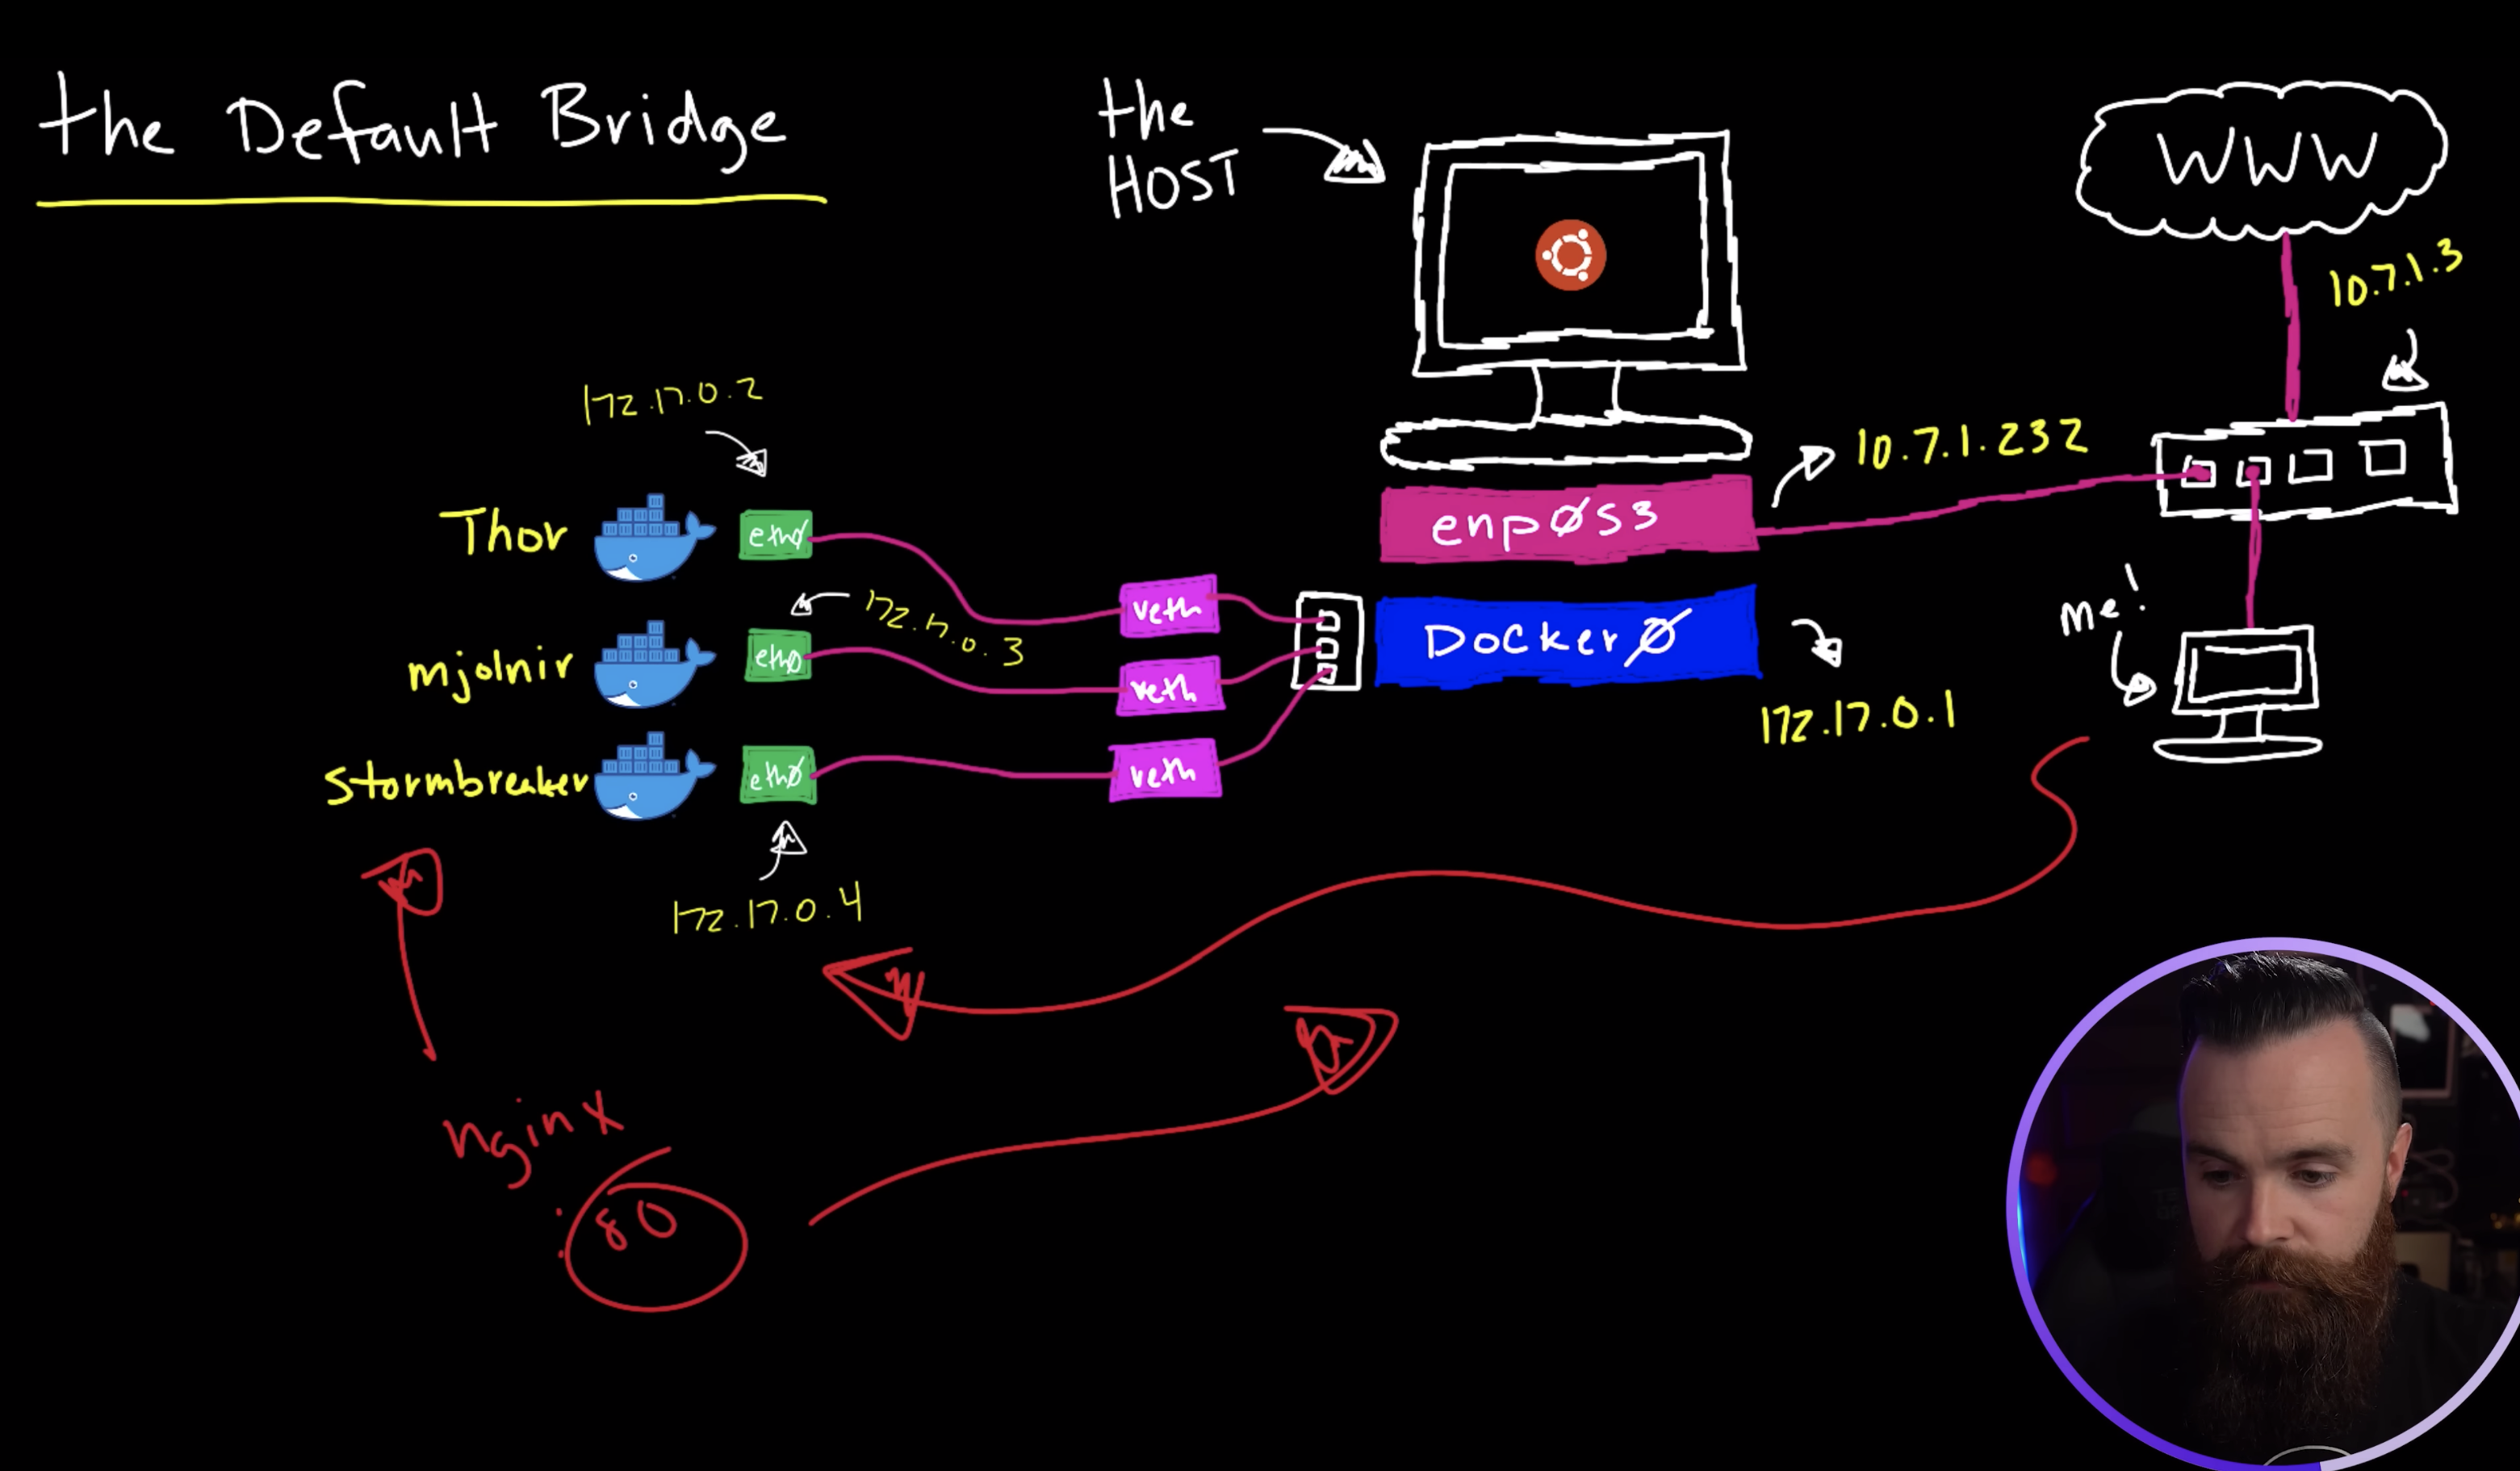 the Default Bridge
the
HOST
WWW
10.7.1.3
172.17.0.2
10.7.1.232
Thor
eth0
enp0s3
172.17.0.3
veth
me!
mjolnir
eth0
veth
Docker0
172.17.0.1
stormbreaker
eth0
veth
172.17.0.4
nginx
:80